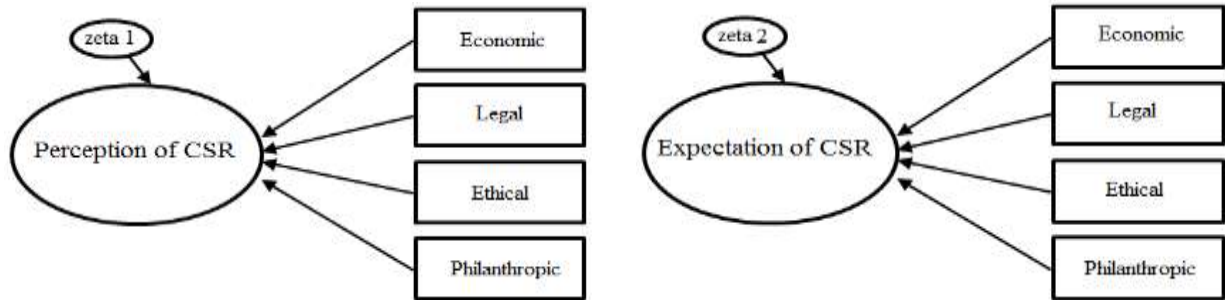 zeta 1
Perception of CSR
Economic
Legal
Ethical
Philanthropic
zeta 2
Expectation of CSR
Economic
Legal
Ethical
Philanthropic